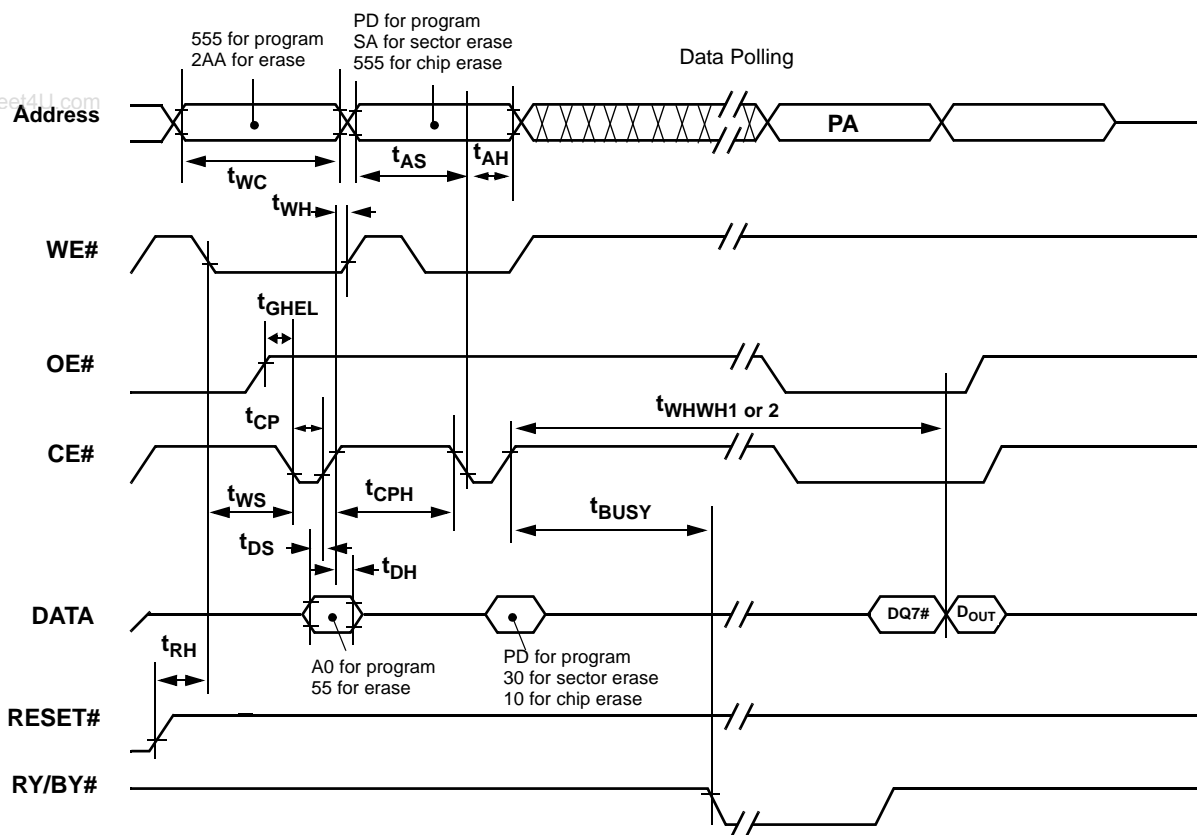 555 for program
2AA for erase
PD for program
SA for sector erase
555 for chip erase
Data Polling
eet4U.com
Address
PA
tWC
tAS
tAH
tWH
WE#
tGHEL
OE#
tWHWH1 or 2
tCP
CE#
tWS
tCPH
tBUSY
tDS
tDH
DATA
DQ7#
DOUT
tRH
A0 for program
55 for erase
PD for program
30 for sector erase
10 for chip erase
RESET#
RY/BY#